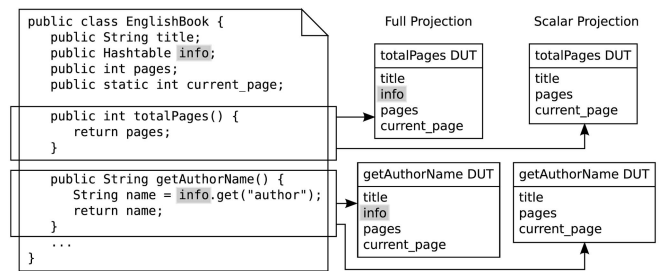 public class EnglishBook {
public String title;
public Hashtable info;
public int pages;
public static int current_page;
public int totalPages() {
return pages;
}
public String getAuthorName() {
String name = info.get("author");
return name;
}
...
}
Full Projection
Scalar Projection
totalPages DUT
title
info
pages
current_page
totalPages DUT
title
pages
current_page
getAuthorName DUT
title
info
pages
current_page
getAuthorName DUT
title
pages
current_page